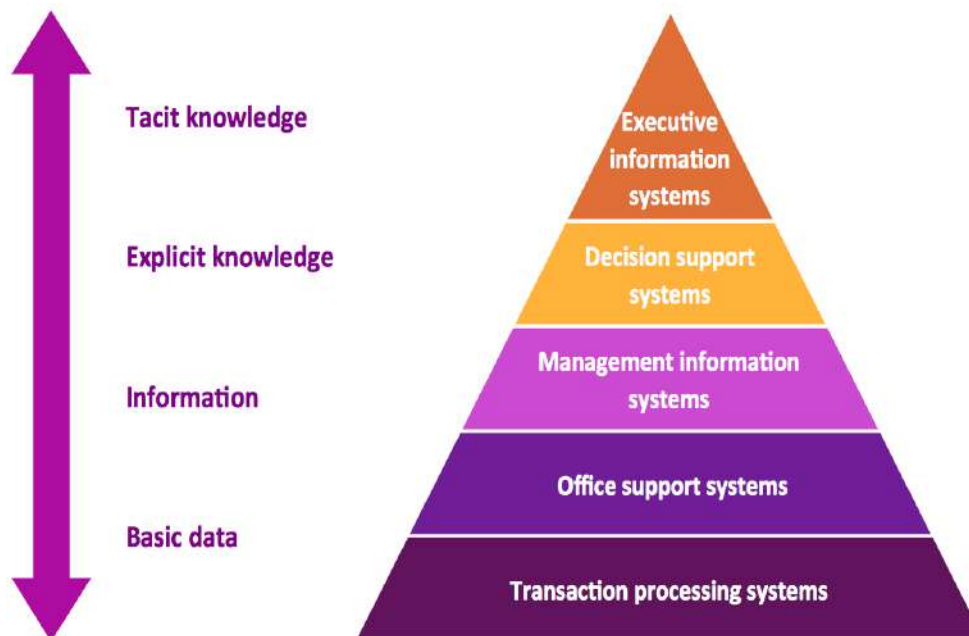 Tacit knowledge
Explicit knowledge
Information
Basic data
Executive
information
systems
Decision support
systems
Management information
systems
Office support systems
Transaction processing systems